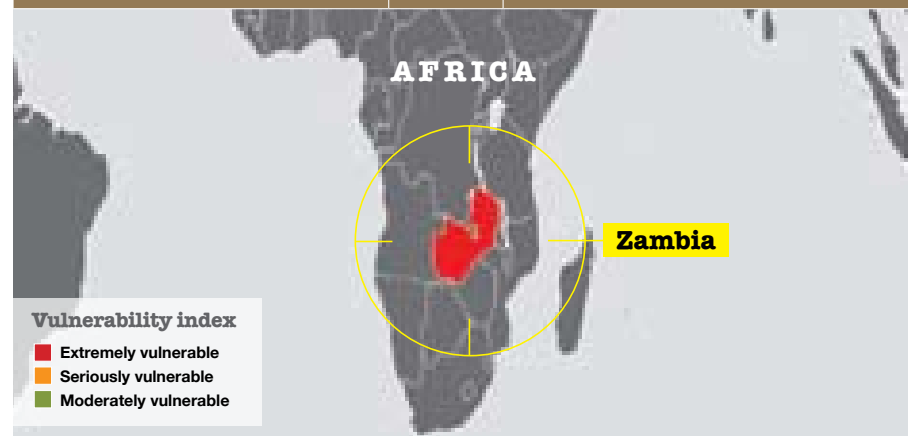 AFRICA
Zambia
Vulnerability index
Extremely vulnerable
Seriously vulnerable
Moderately vulnerable